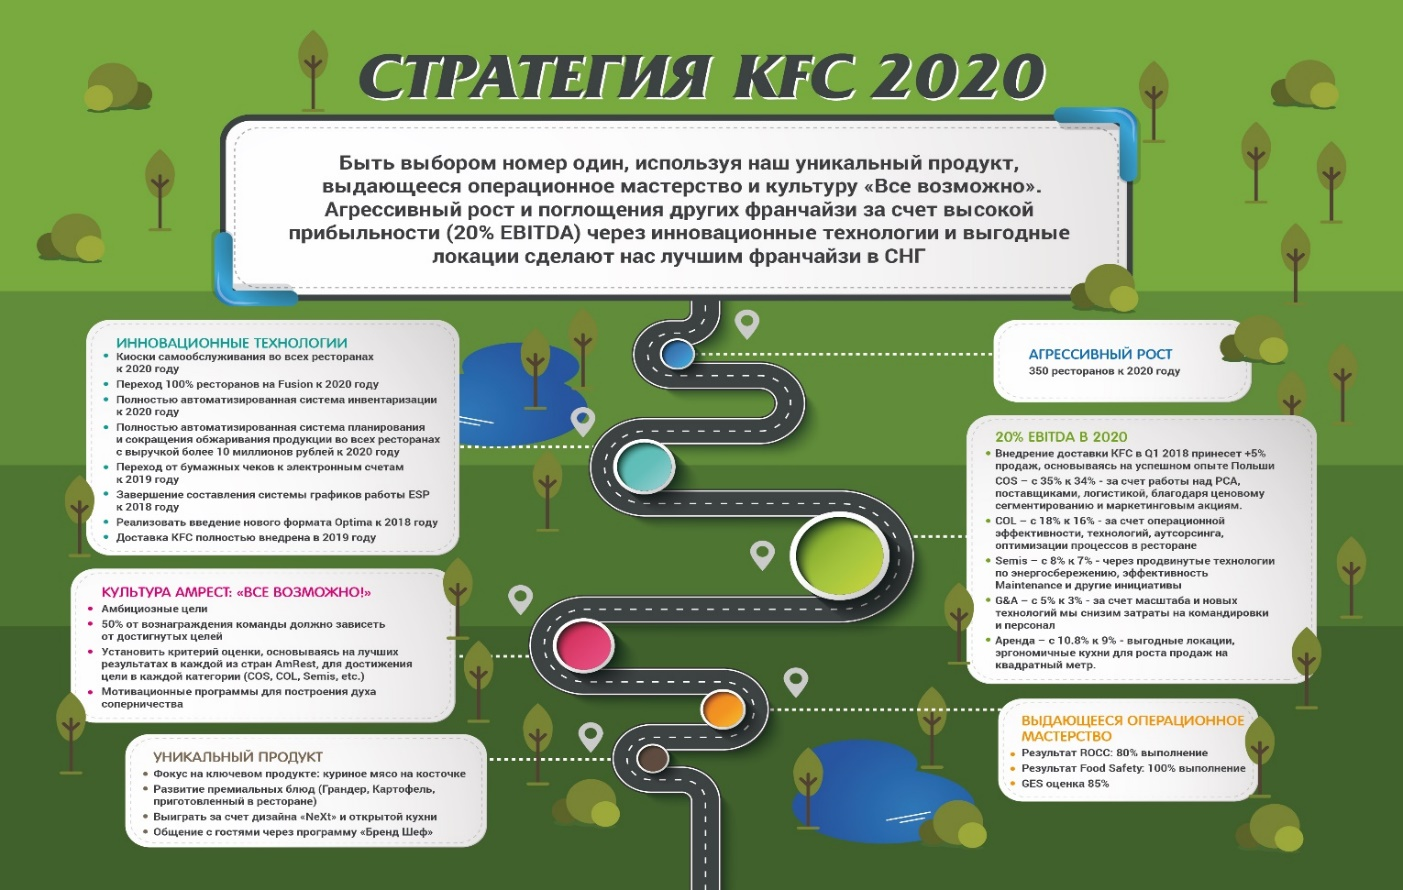 СТРАТЕГИЯ KFC 2020
Быть выбором номер один, используя наш уникальный продукт,
выдающееся операционное мастерство и культуру «Все возможно».
Агрессивный рост и поглощения других франчайзи за счет высокой
прибыльности (20% EBITDA) через инновационные технологии и выгодные
локации сделают нас лучшим франчайзи в СНГ
ИННОВАЦИОННЫЕ ТЕХНОЛОГИИ
• Киоски самообслуживания во всех ресторанах
к 2020 году
• Переход 100% ресторанов на Fusion к 2020 году
• Полностью автоматизированная система инвентаризации
к 2020 году
• Полностью автоматизированная система планирования
и сокращения обжаривания продукции во всех ресторанах
с выручкой более 10 миллионов рублей к 2020 году
• Переход от бумажных чеков к электронным счетам
к 2019 году
• Завершение составления системы графиков работы ESP
к 2018 году
• Реализовать введение нового формата Optima к 2018 году
• Доставка KFC полностью внедрена в 2019 году
КУЛЬТУРА АМРЕСТ: «ВСЕ ВОЗМОЖНО!»
• Амбициозные цели
• 50% от вознаграждения команды должно зависеть
от достигнутых целей
• Установить критерий оценки, основываясь на лучших
результатах в каждой из стран AmRest, для достижения
цели в каждой категории (COS, COL, Semis, etc.)
• Мотивационные программы для построения духа
соперничества
УНИКАЛЬНЫЙ ПРОДУКТ
• Фокус на ключевом продукте: куриное мясо на косточке
• Развитие премиальных блюд (Грандер, Картофель,
приготовленный в ресторане)
• Выиграть за счет дизайна «NeXt» и открытой кухни
• Общение с гостями через программу «Бренд Шеф»
АГРЕССИВНЫЙ РОСТ
350 ресторанов к 2020 году
20% EBITDA В 2020
• Внедрение доставки KFC в Q1 2018 принесет +5%
продаж, основываясь на успешном опыте Польши
COS – с 35% к 34% - за счет работы над РСА,
поставщиками, логистикой, благодаря ценовому
сегментированию и маркетинговым акциям.
• COL – с 18% к 16% - за счет операционной
эффективности, технологий, аутсорсинга,
оптимизации процессов в ресторане
• Semis – с 8% к 7% - через продвинутые технологии
по энергосбережению, эффективность
Maintenance и другие инициативы
• G&A – с 5% к 3% - за счет масштаба и новых
технологий мы снизим затраты на командировки
и персонал
• Аренда – с 10.8% к 9% - выгодные локации,
эргономичные кухни для роста продаж на
квадратный метр.
ВЫДАЮЩЕЕСЯ ОПЕРАЦИОННОЕ
МАСТЕРСТВО
• Результат ROCC: 80% выполнение
• Результат Food Safety: 100% выполнение
• GES оценка 85%